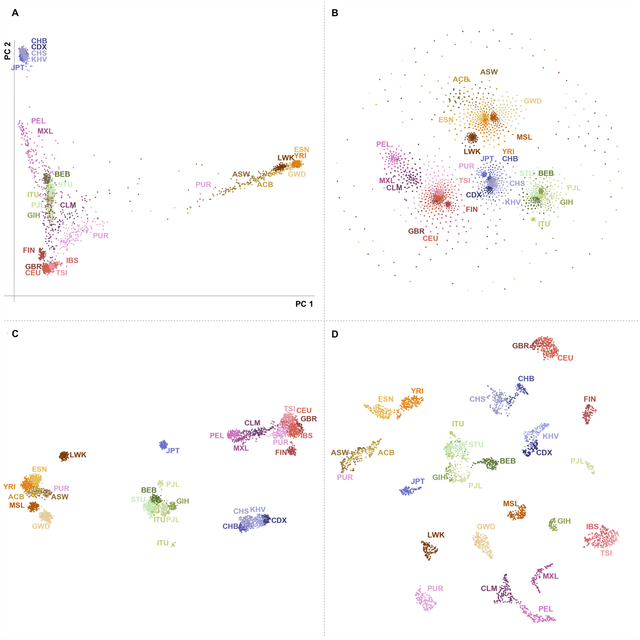 A
PC 2
CHB
CDX
CHS
KHV
JPT
PEL
MXL
BEB
STU
ITU
PJL
GIH
CLM
PUR
FIN
IBS
GBR
CEU
TSI
PUR
ASW
ACB
LWK
ESN
YRI
GWD
PC 1
B
ASW
ACB
GWD
ESN
MSL
LWK
YRI
PEL
PUR
JPT
CHB
MXL
CLM
TSI
STU
BEB
CHS
PJL
CDX
KHV
GIH
FIN
ITU
GBR
CEU
C
TSI
CEU
GBR
CLM
PEL
PUR
IBS
MXL
FIN
JPT
LWK
ESN
YRI
PUR
ACB
ASW
MSL
GWD
PJL
BEB
STU
GIH
ITU
PJL
CHS
KHV
CHB
CDX
ITU
D
GBR
CEU
CHB
CHS
YRI
ESN
FIN
ITU
KHV
STU
CDX
ASW
ACB
BEB
PJL
PUR
GIH
PJL
JPT
MSL
GIH
IBS
LWK
GWD
TSI
MXL
PUR
CLM
PEL